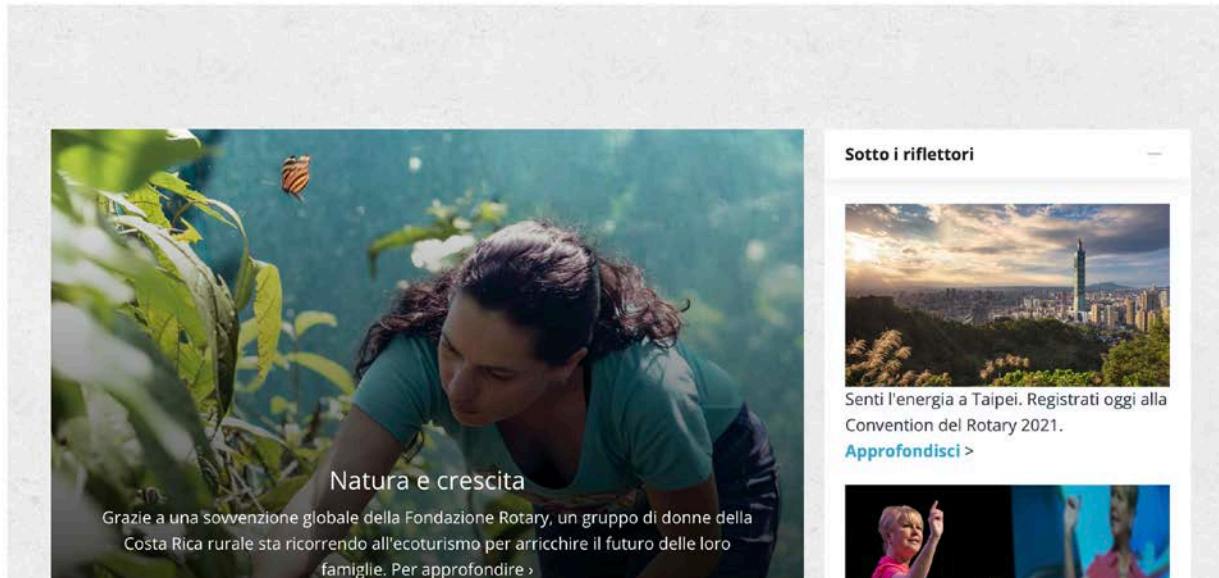 Natura e crescita
Grazie a una sovvenzione globale della Fondazione Rotary, un gruppo di donne della
Costa Rica rurale sta ricorrendo all'ecoturismo per arricchire il futuro delle loro
famiglie. Per approfondire ›
Sotto i riflettori
Senti l'energia a Taipei. Registrati oggi alla
Convention del Rotary 2021.
Approfondisci >